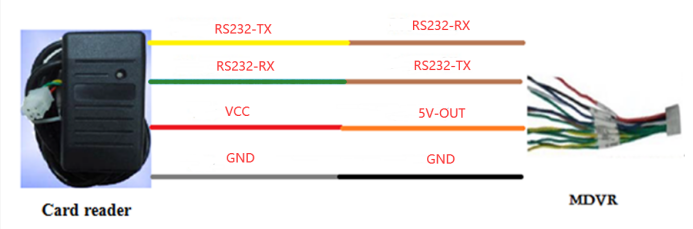 RS232-TX RS232-RX
RS232-RX RS232-TX
VCC 5V-OUT
GND GND
Card reader MDVR